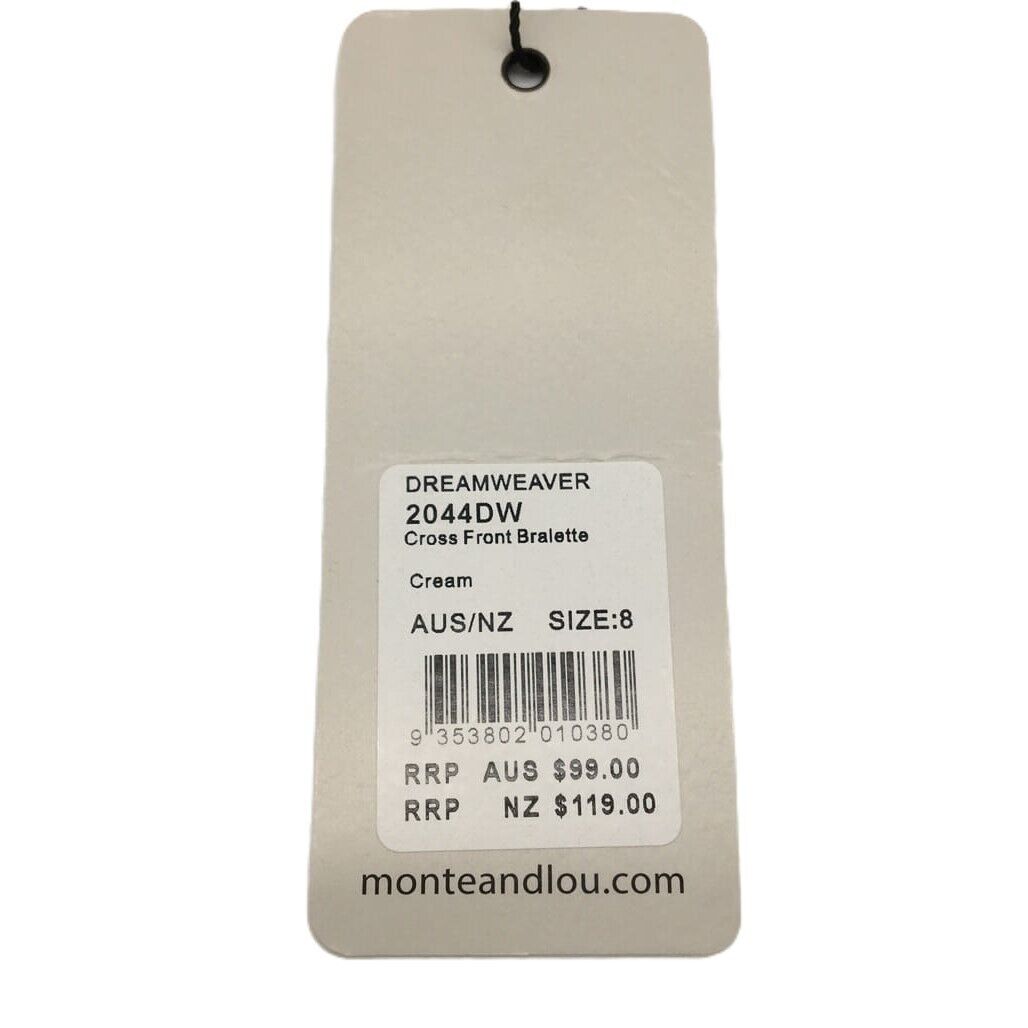 DREAMWEAVER
2044DW
Cross Front Bralette
Cream
AUS/NZ SIZE:8
9 353802 010380
RRP AUS $99.00
RRP NZ $119.00
monteandlou.com